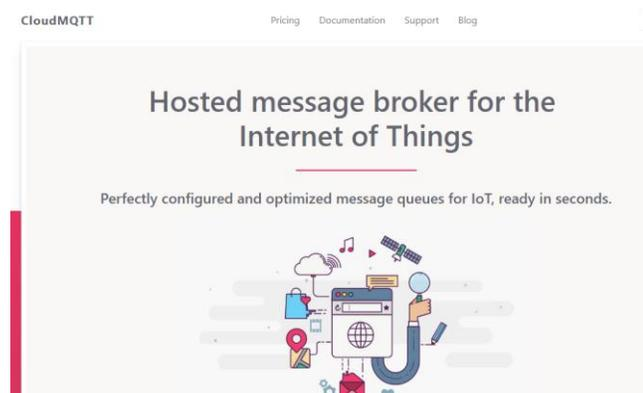 CloudMQTT
Pricing Documentation Support Blog
Hosted message broker for the
Internet of Things
Perfectly configured and optimized message queues for IoT, ready in seconds.